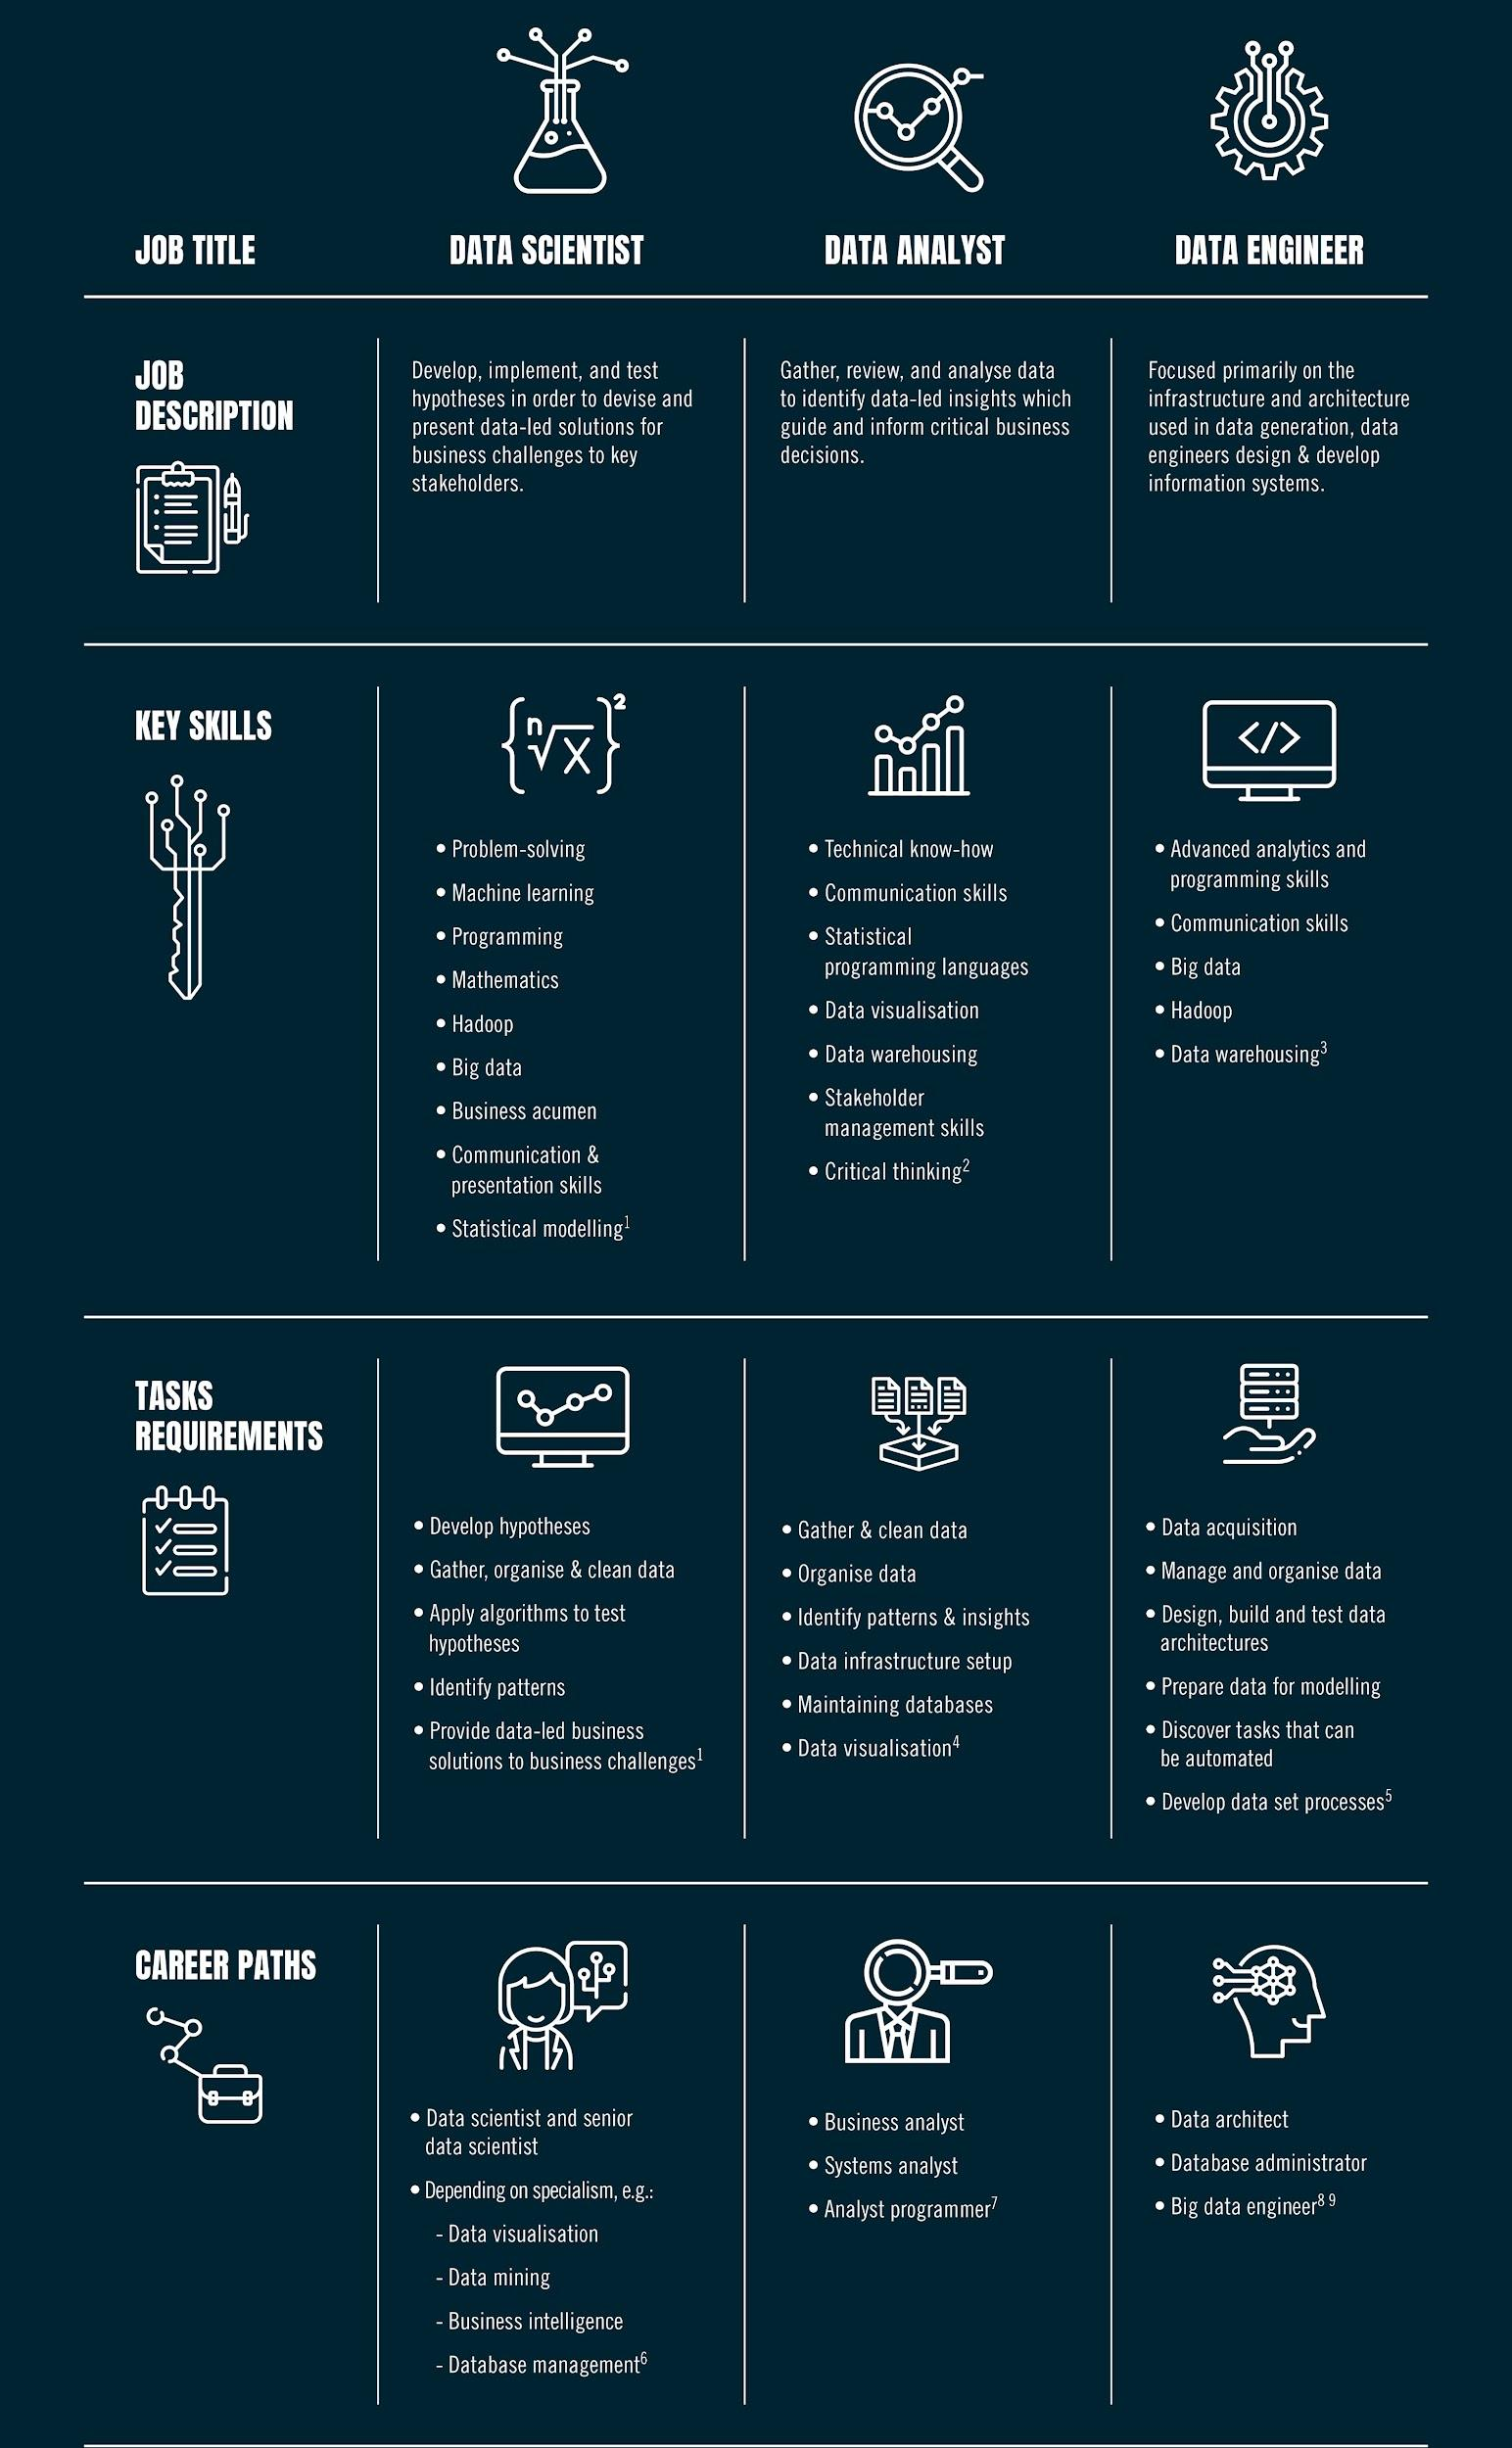 JOB TITLE
DATA SCIENTIST
DATA ANALYST
DATA ENGINEER
JOB
DESCRIPTION
Develop, implement, and test
hypotheses in order to devise and
present data-led solutions for
business challenges to key
stakeholders.
Gather, review, and analyse data
to identify data-led insights which
guide and inform critical business
decisions.
Focused primarily on the
infrastructure and architecture
used in data generation, data
engineers design & develop
information systems.
KEY SKILLS
{ⁿ√x}²
• Problem-solving
• Machine learning
• Programming
• Mathematics
• Hadoop
• Big data
• Business acumen
• Communication &
presentation skills
• Statistical modelling¹
• Technical know-how
• Communication skills
• Statistical
programming languages
• Data visualisation
• Data warehousing
• Stakeholder
management skills
• Critical thinking²
</>
• Advanced analytics and
programming skills
• Communication skills
• Big data
• Hadoop
• Data warehousing³
TASKS
REQUIREMENTS
• Develop hypotheses
• Gather, organise & clean data
• Apply algorithms to test
hypotheses
• Identify patterns
• Provide data-led business
solutions to business challenges¹
• Gather & clean data
• Organise data
• Identify patterns & insights
• Data infrastructure setup
• Maintaining databases
• Data visualisation⁴
• Data acquisition
• Manage and organise data
• Design, build and test data
architectures
• Prepare data for modelling
• Discover tasks that can
be automated
• Develop data set processes⁵
CAREER PATHS
• Data scientist and senior
data scientist
• Depending on specialism, e.g.:
- Data visualisation
- Data mining
- Business intelligence
- Database management⁶
• Business analyst
• Systems analyst
• Analyst programmer⁷
• Data architect
• Database administrator
• Big data engineer⁸ ⁹